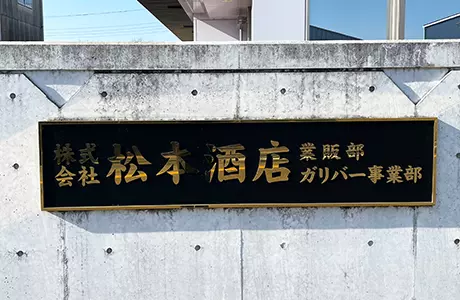 株式会社 松本酒店 業販部
ガリバー事業部